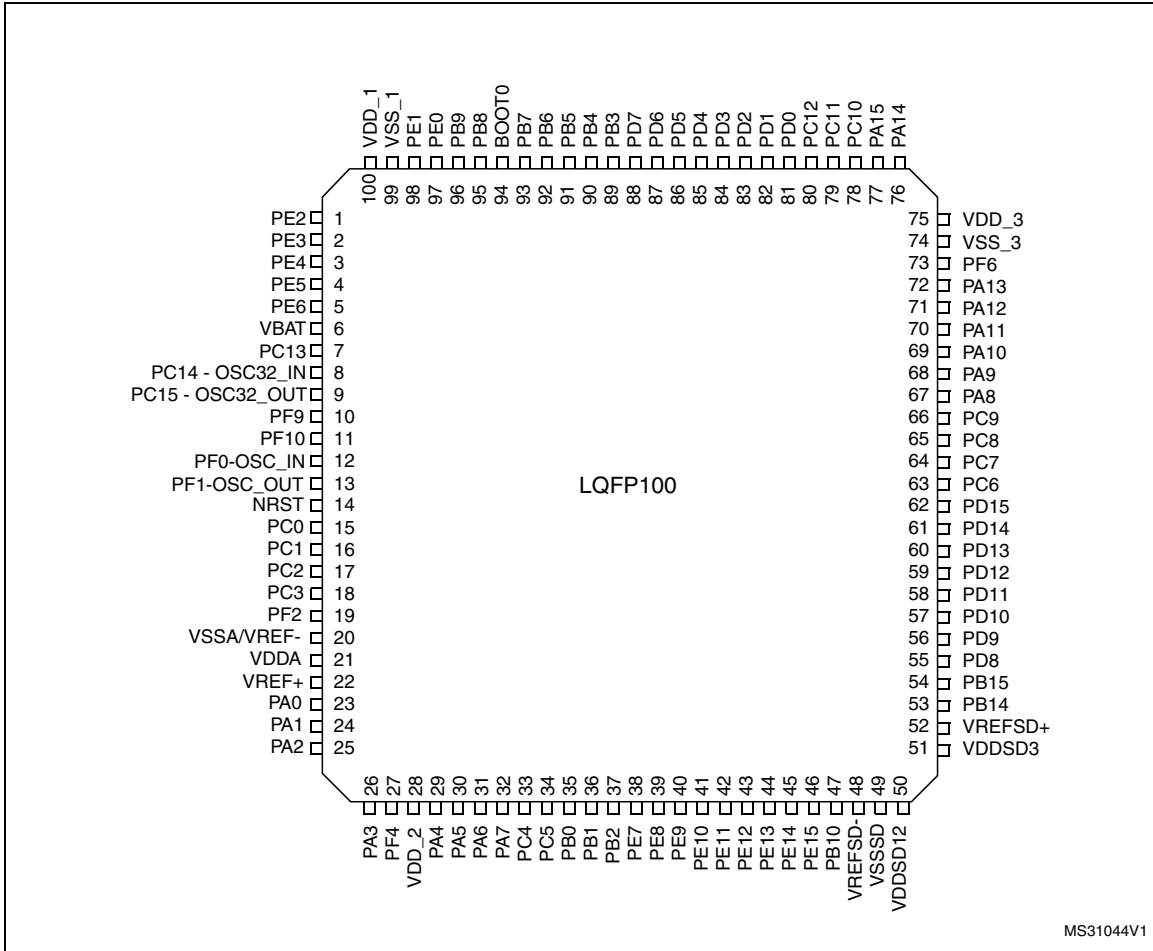 VDD_1
VSS_1
PE1
PE0
PB9
PB8
BOOT0
PB7
PB6
PB5
PB4
PB3
PD7
PD6
PD5
PD4
PD3
PD2
PD1
PD0
PC12
PC11
PC10
PA15
PA14
100
99
98
97
96
95
94
93
92
91
90
89
88
87
86
85
84
83
82
81
80
79
78
77
76
PE2 1
PE3 2
PE4 3
PE5 4
PE6 5
VBAT 6
PC13 7
PC14 - OSC32_IN 8
PC15 - OSC32_OUT 9
PF9 10
PF10 11
PF0-OSC_IN 12
PF1-OSC_OUT 13
NRST 14
PC0 15
PC1 16
PC2 17
PC3 18
PF2 19
VSSA/VREF- 20
VDDA 21
VREF+ 22
PA0 23
PA1 24
PA2 25
LQFP100
75 VDD_3
74 VSS_3
73 PF6
72 PA13
71 PA12
70 PA11
69 PA10
68 PA9
67 PA8
66 PC9
65 PC8
64 PC7
63 PC6
62 PD15
61 PD14
60 PD13
59 PD12
58 PD11
57 PD10
56 PD9
55 PD8
54 PB15
53 PB14
52 VREFSD+
51 VDDSD3
26
27
28
29
30
31
32
33
34
35
36
37
38
39
40
41
42
43
44
45
46
47
48
49
50
PA3
PF4
VDD_2
PA4
PA5
PA6
PA7
PC4
PC5
PB0
PB1
PB2
PE7
PE8
PE9
PE10
PE11
PE12
PE13
PE14
PE15
PB10
VREFSD-
VSSSD
VDDSD12
MS31044V1